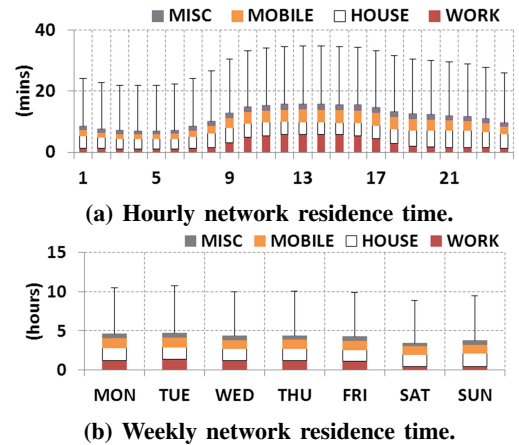 MISC MOBILE HOUSE WORK
40
20
0
(mins)
1 5 9 13 17 21
(a) Hourly network residence time.
MISC MOBILE HOUSE WORK
15
10
5
0
(hours)
MON TUE WED THU FRI SAT SUN
(b) Weekly network residence time.